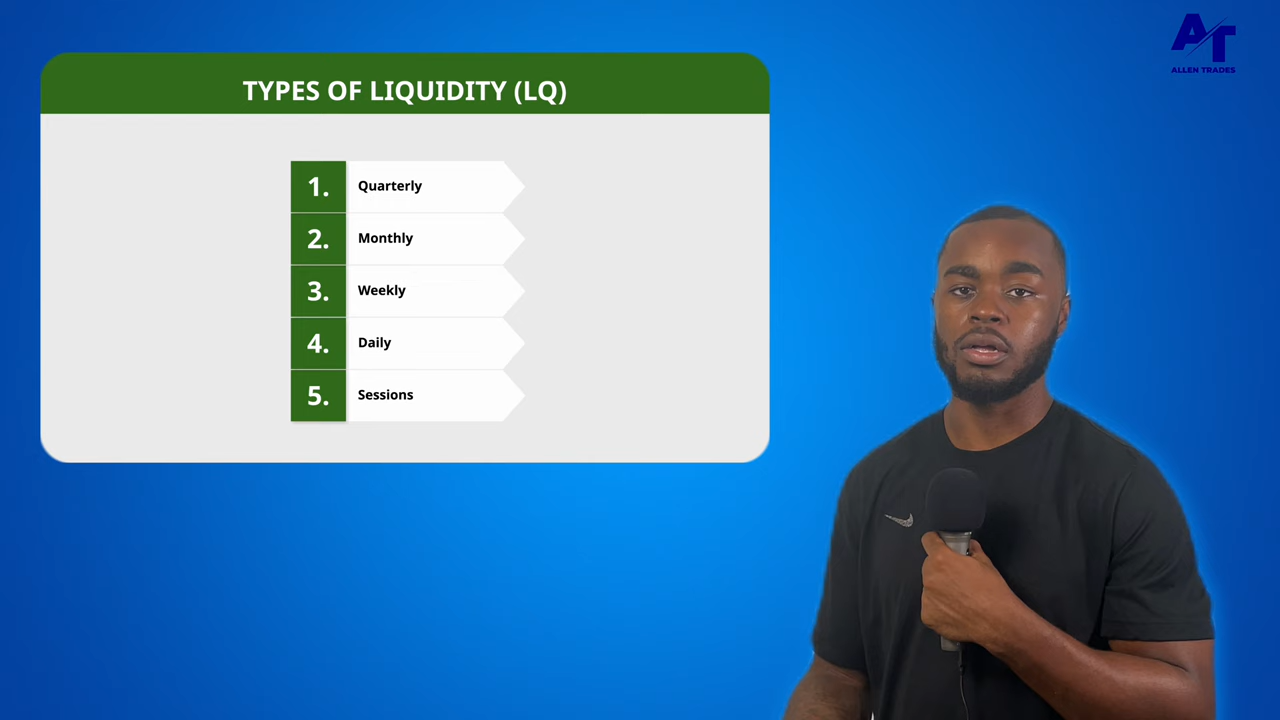 AT
ALLEN TRADES
TYPES OF LIQUIDITY (LQ)
1. Quarterly
2. Monthly
3. Weekly
4. Daily
5. Sessions